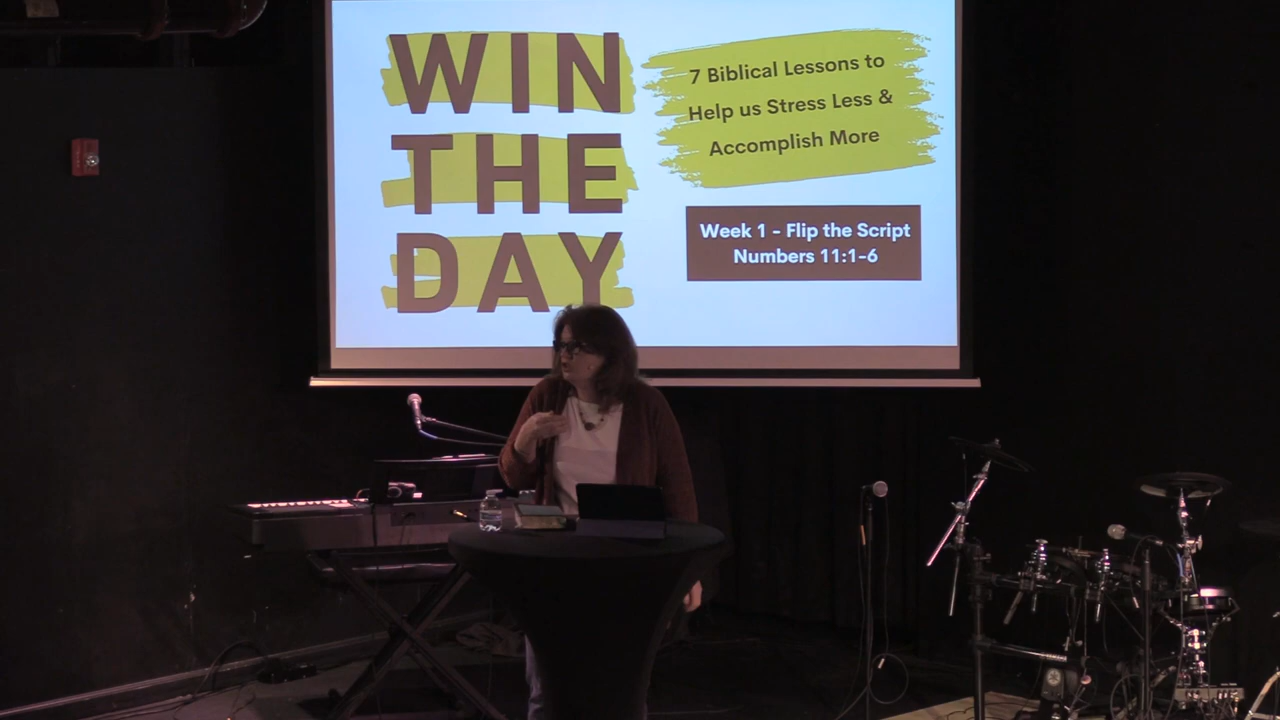 WIN
THE
DAY
7 Biblical Lessons to
Help us Stress Less &
Accomplish More
Week 1 - Flip the Script
Numbers 11:1-6